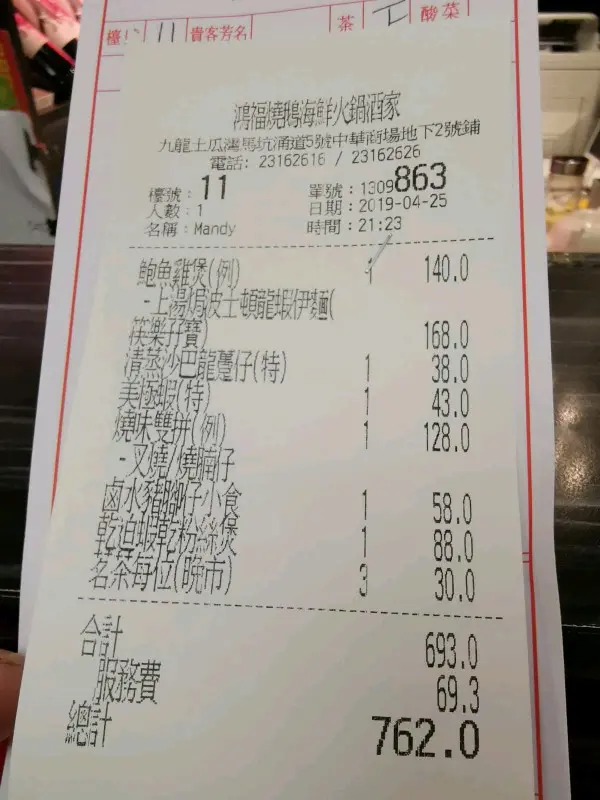 檯號 11 貴客芳名 茶 酸菜
鴻福燒鵝海鮮火鍋酒家
九龍土瓜灣馬坑涌道5號中華商場地下2號鋪
電話: 23162616 / 23162626
檯號: 11 單號: 1309863
人數: 1 日期: 2019-04-25
名稱: Mandy 時間: 21:23
鮑魚雞煲(例) 1 140.0
-上湯焗波士頓龍蝦伊麵(
筷樂孖寶) 168.0
清蒸沙巴龍躉仔(特) 1 38.0
美極蝦(特) 1 43.0
燒味雙拼(例) 1 128.0
-叉燒/燒腩仔
鹵水豬腳仔小食 1 58.0
乾迫蝦乾粉絲煲 1 88.0
茗茶每位(晚市) 3 30.0
合計 693.0
服務費 69.3
總計 762.0